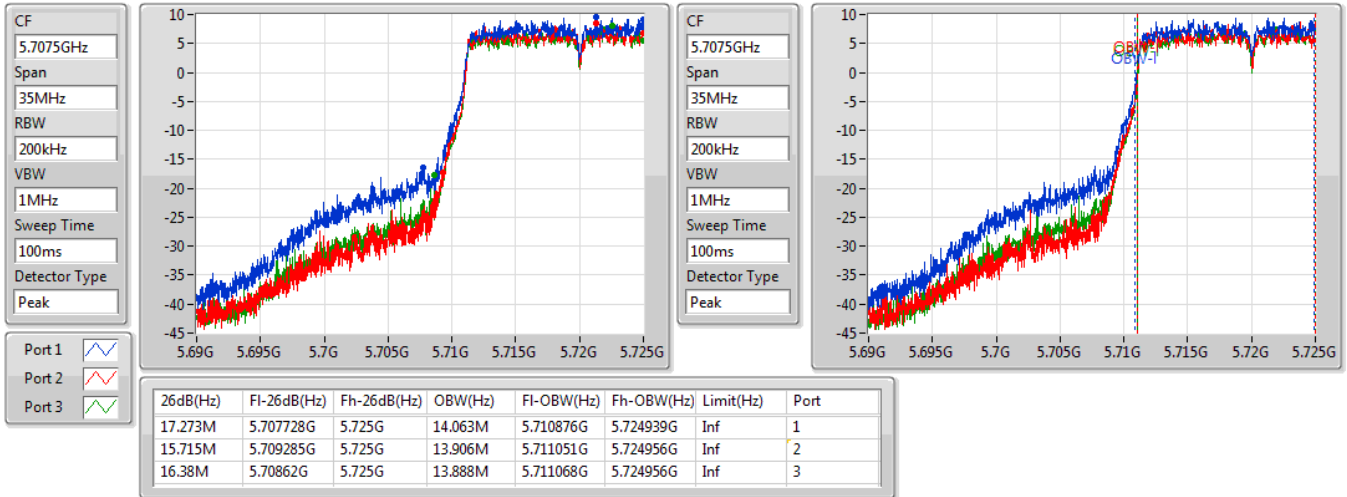 CF
5.7075GHz
Span
35MHz
RBW
200kHz
VBW
1MHz
Sweep Time
100ms
Detector Type
Peak
10
5
0
-5
-10
-15
-20
-25
-30
-35
-40
-45
5.69G 5.695G 5.7G 5.705G 5.71G 5.715G 5.72G 5.725G
CF
5.7075GHz
Span
35MHz
RBW
200kHz
VBW
1MHz
Sweep Time
100ms
Detector Type
Peak
10
5
0
-5
-10
-15
-20
-25
-30
-35
-40
-45
OBW-T
5.69G 5.695G 5.7G 5.705G 5.71G 5.715G 5.72G 5.725G
Port 1
Port 2
Port 3
26dB(Hz) Fl-26dB(Hz) Fh-26dB(Hz) OBW(Hz) Fl-OBW(Hz) Fh-OBW(Hz) Limit(Hz) Port
17.273M 5.707728G 5.725G 14.063M 5.710876G 5.724939G Inf 1
15.715M 5.709285G 5.725G 13.906M 5.711051G 5.724956G Inf 2
16.38M 5.70862G 5.725G 13.888M 5.711068G 5.724956G Inf 3